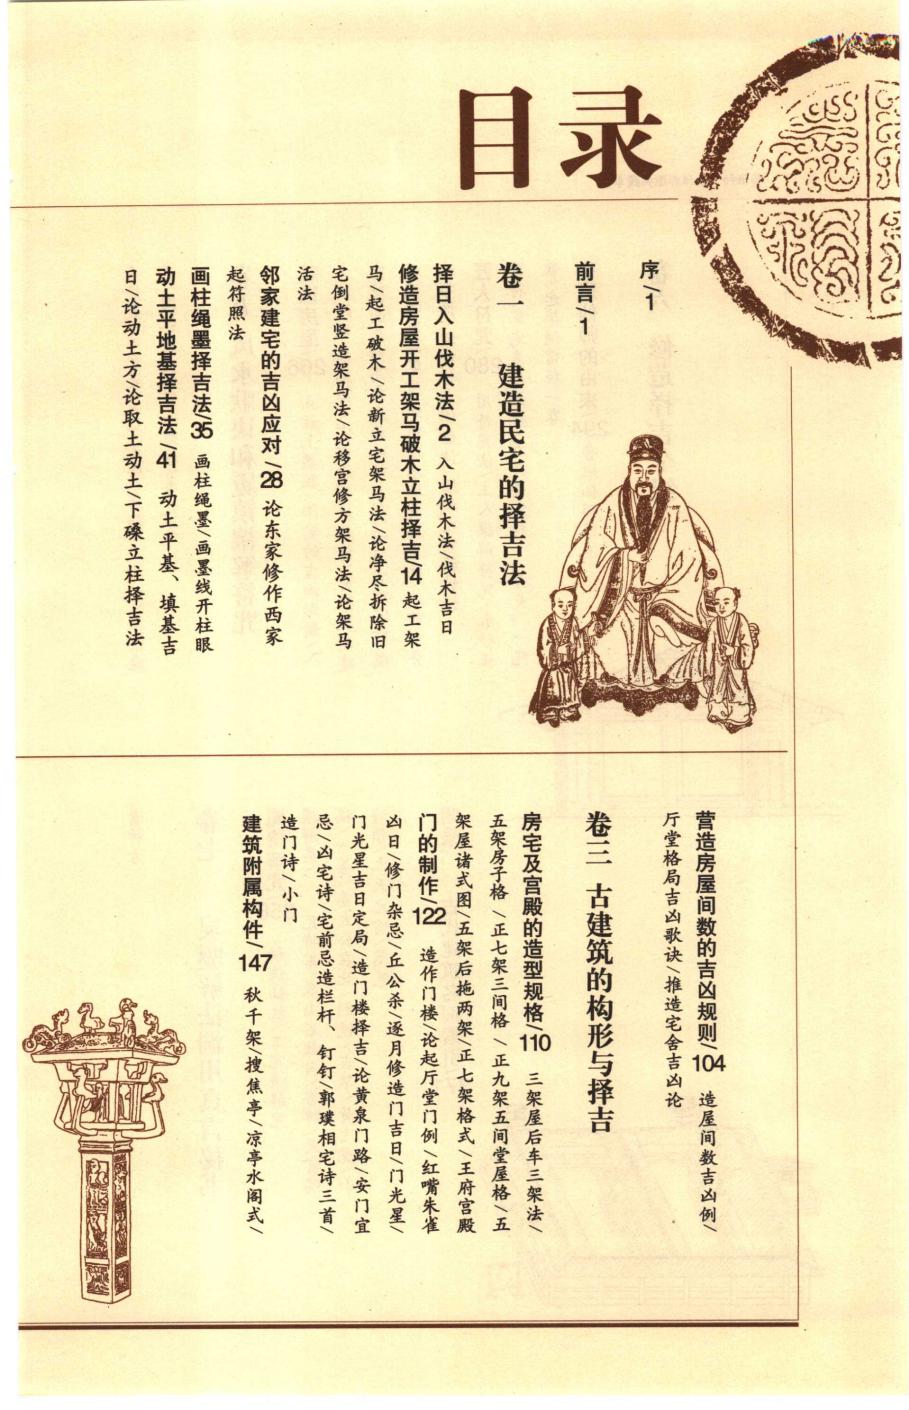 目录
序/1
前言/1
卷一 建造民宅的择吉法
择日入山伐木法/2 入山伐木法/伐木吉日
修造房屋开工架马破木立柱择吉/14 起工架
马/起工破木/论新立宅架马法/论净尽拆除旧
宅倒堂竖造架马法/论移宫修方架马法/论架马
活法
邻家建宅的吉凶应对/28 论东家修作西家
起符照法
画柱绳墨择吉法/35 画柱绳墨/画墨线开柱眼
动土平地基择吉法/41 动土平基、填基吉
日/论动土方/论取土动土/下磉立柱择吉法
营造房屋间数的吉凶规则/104 造屋间数吉凶例/
厅堂格局吉凶歌诀/推造宅舍吉凶论
卷三 古建筑的构形与择吉
房宅及宫殿的造型规格/110 三架屋后车三架法/
五架房子格/正七架三间格/正九架五间堂屋格/五
架屋诸式图/五架后拖两架/正七架格式/王府宫殿
门的制作/122 造作门楼/论起厅堂门例/红嘴朱雀
凶日/修门杂忌/丘公杀/逐月修造门吉日/门光星/
门光星吉日定局/造门楼择吉/论黄泉门路/安门宜
忌/凶宅诗/宅前忌造栏杆、钉钉/郭璞相宅诗三首/
造门诗/小门
建筑附属构件/147 秋千架/搜焦亭/凉亭水阁式/